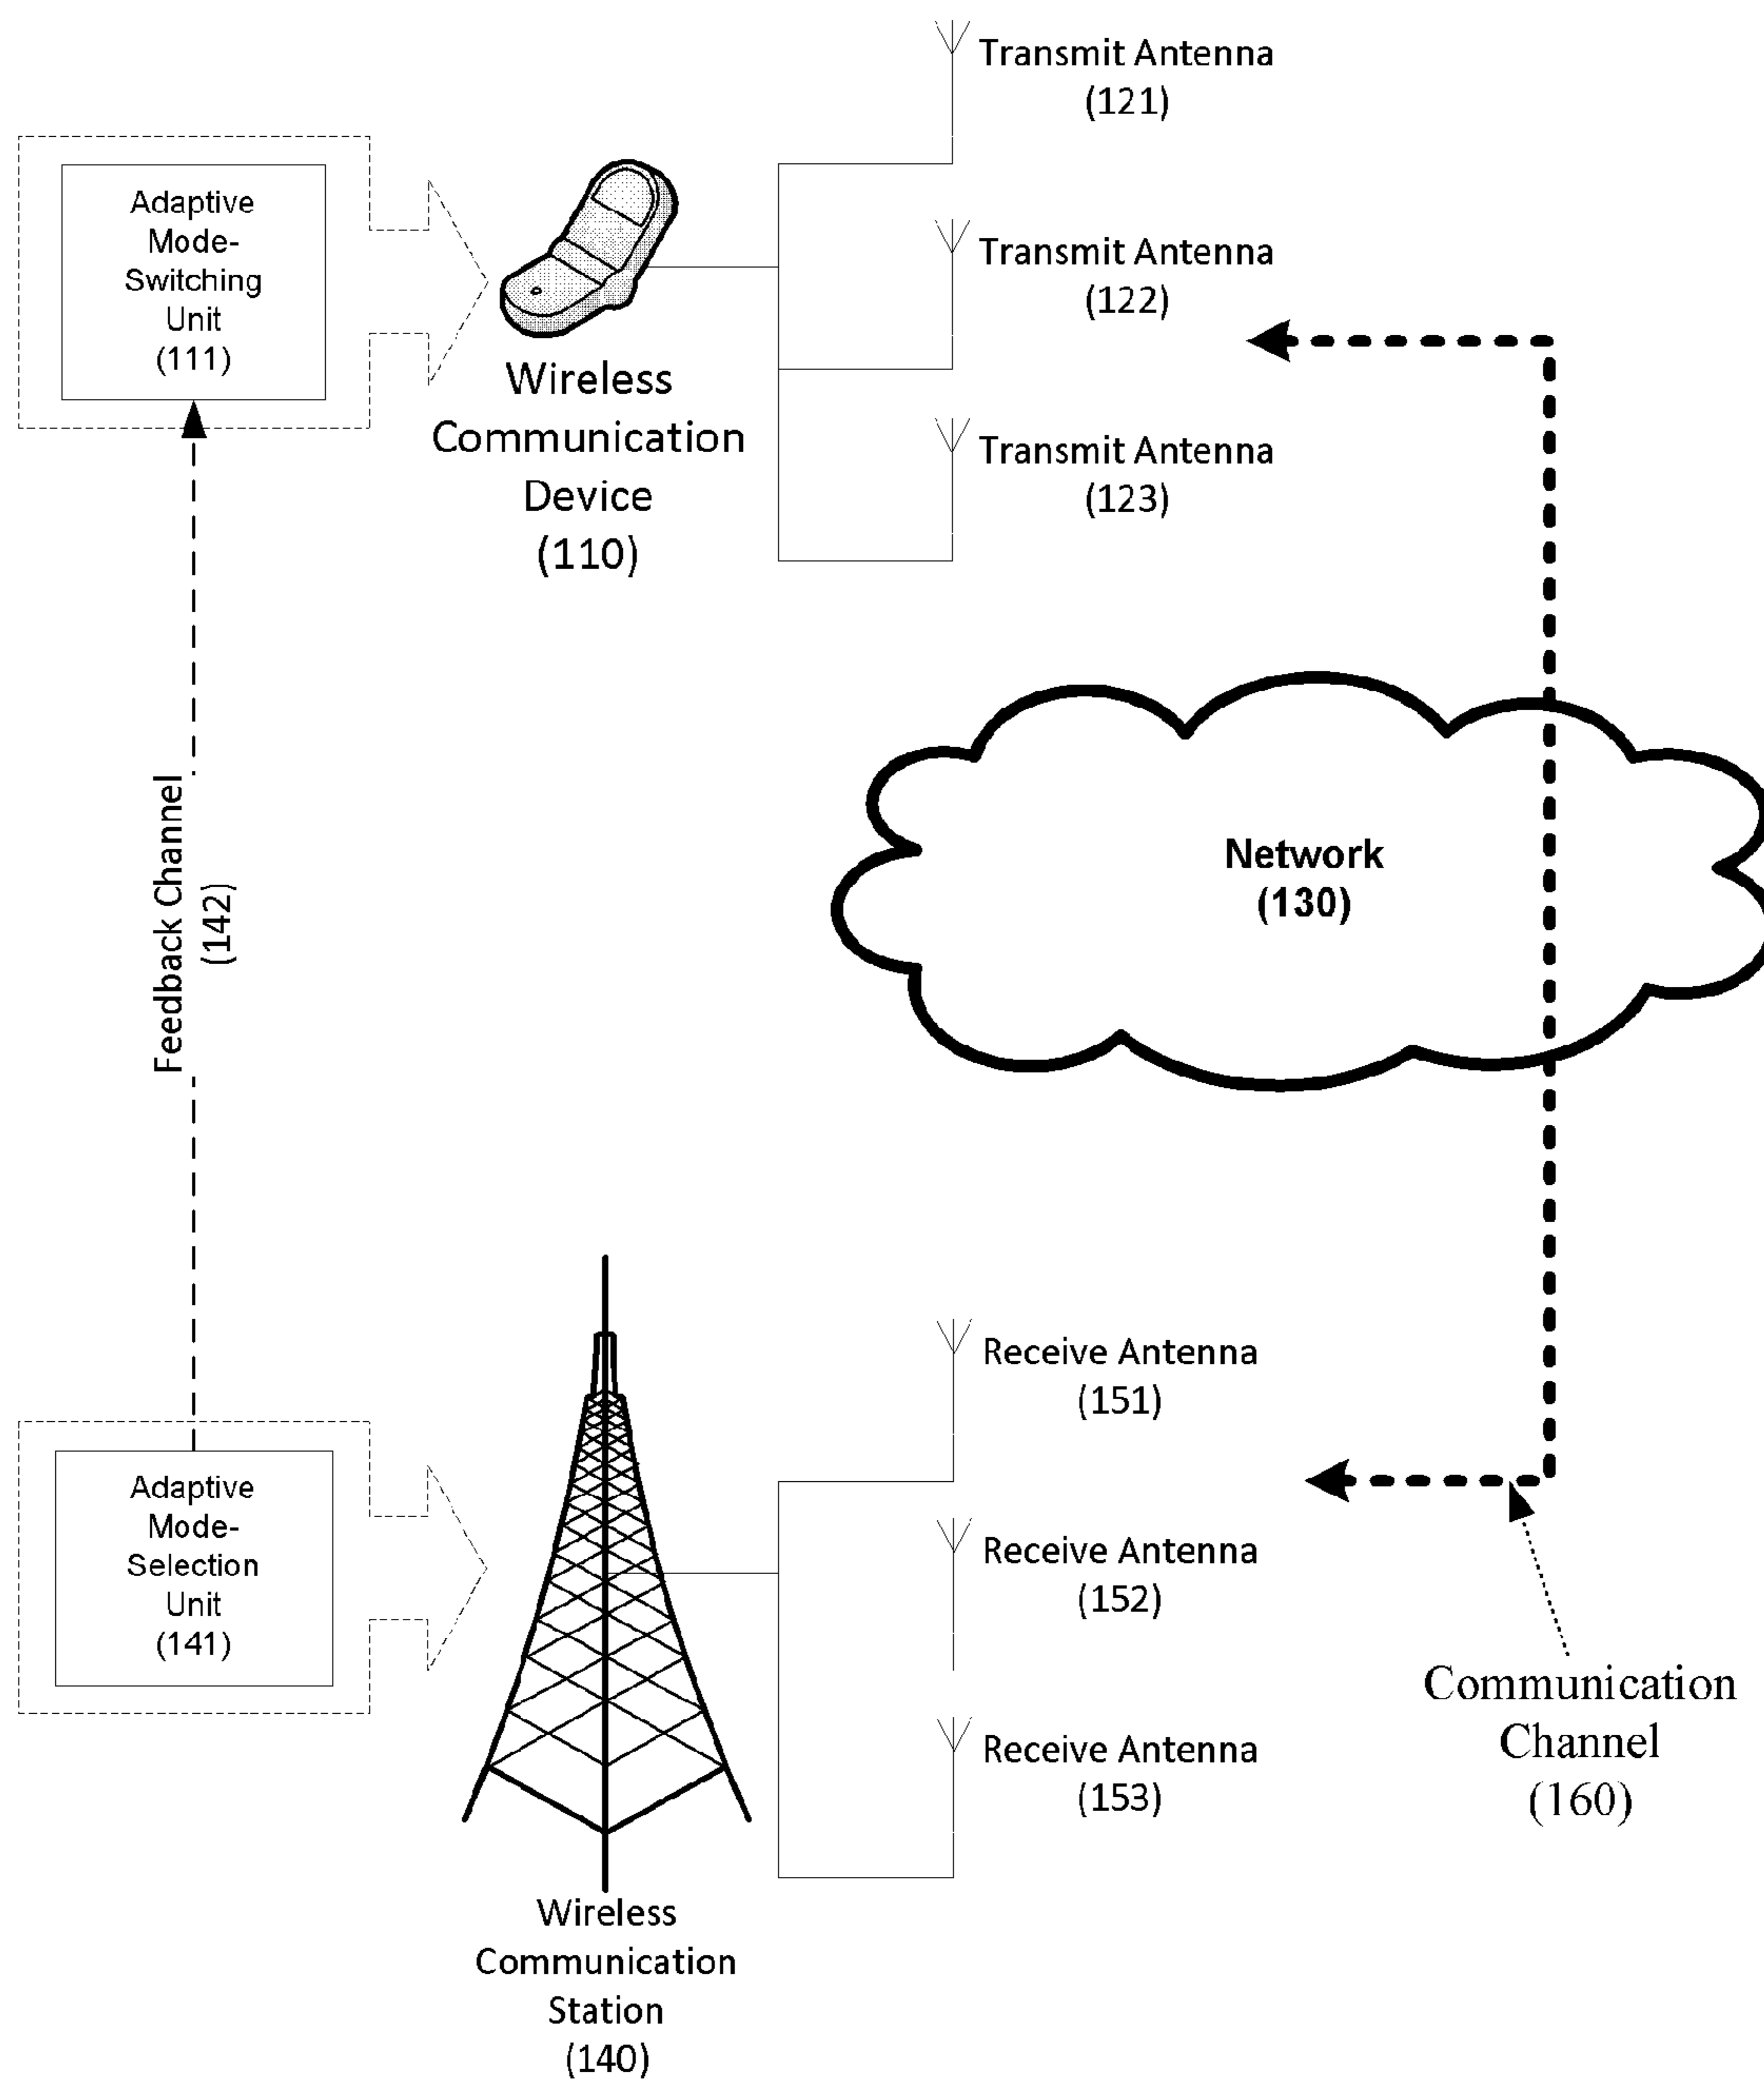 Transmit Antenna
(121)
Adaptive
Mode-
Switching
Unit
(111)
Transmit Antenna
(122)
Wireless
Communication
Device
(110)
Transmit Antenna
(123)
Feedback Channel
(142)
Network
(130)
Receive Antenna
(151)
Adaptive
Mode-
Selection
Unit
(141)
Receive Antenna
(152)
Receive Antenna
(153)
Communication
Channel
(160)
Wireless
Communication
Station
(140)